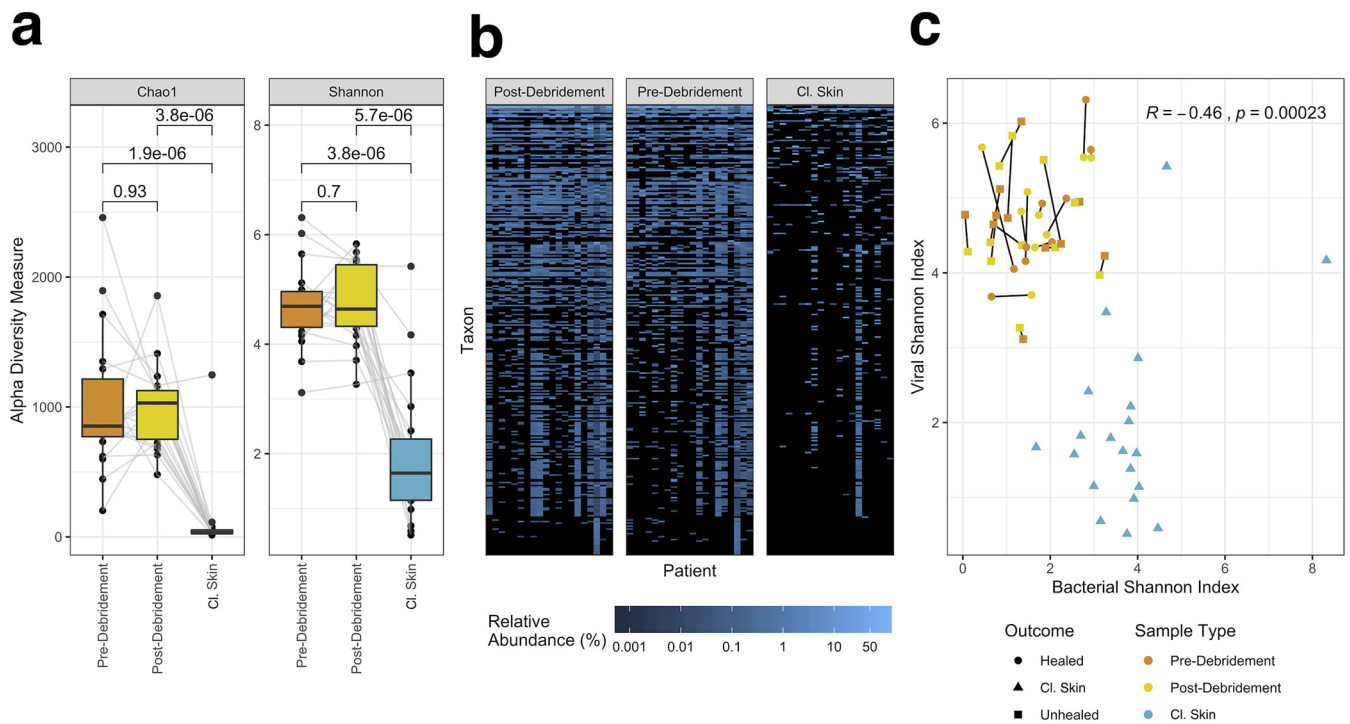 a
b
c
Chao1
Shannon
Post-Debridement
Pre-Debridement
Cl. Skin
3.8e-06
1.9e-06
0.93
5.7e-06
3.8e-06
0.7
R = −0.46 , p = 0.00023
Alpha Diversity Measure
3000
2000
1000
0
8
6
4
2
Pre-Debridement
Post-Debridement
Cl. Skin
Pre-Debridement
Post-Debridement
Cl. Skin
Taxon
Patient
Relative
Abundance (%)
0.001
0.01
0.1
1
10
50
Viral Shannon Index
6
4
2
0
2
4
6
8
Bacterial Shannon Index
Outcome
Healed
Cl. Skin
Unhealed
Sample Type
Pre-Debridement
Post-Debridement
Cl. Skin